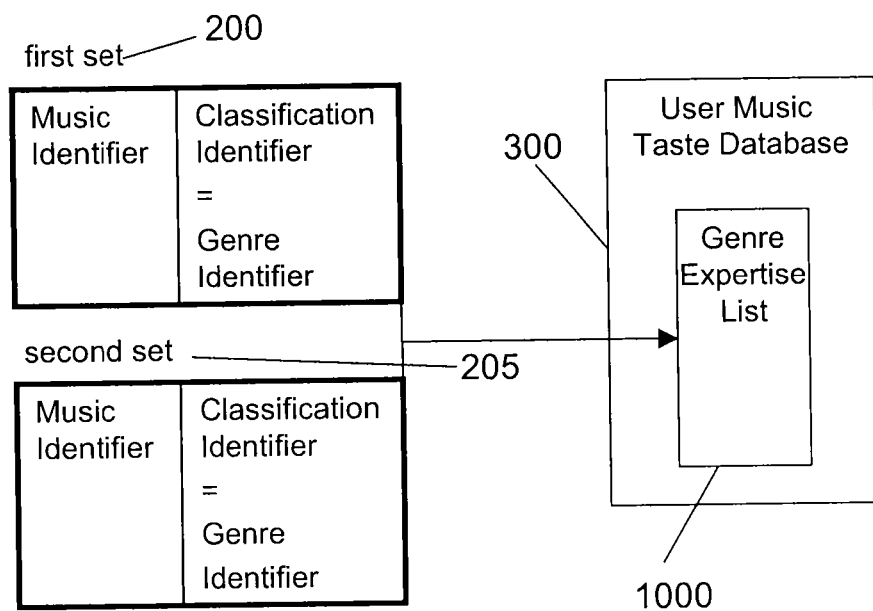 first set 200
Music Identifier
Classification Identifier
=
Genre Identifier
second set 205
Music Identifier
Classification Identifier
=
Genre Identifier
300
User Music
Taste Database
Genre
Expertise
List
1000